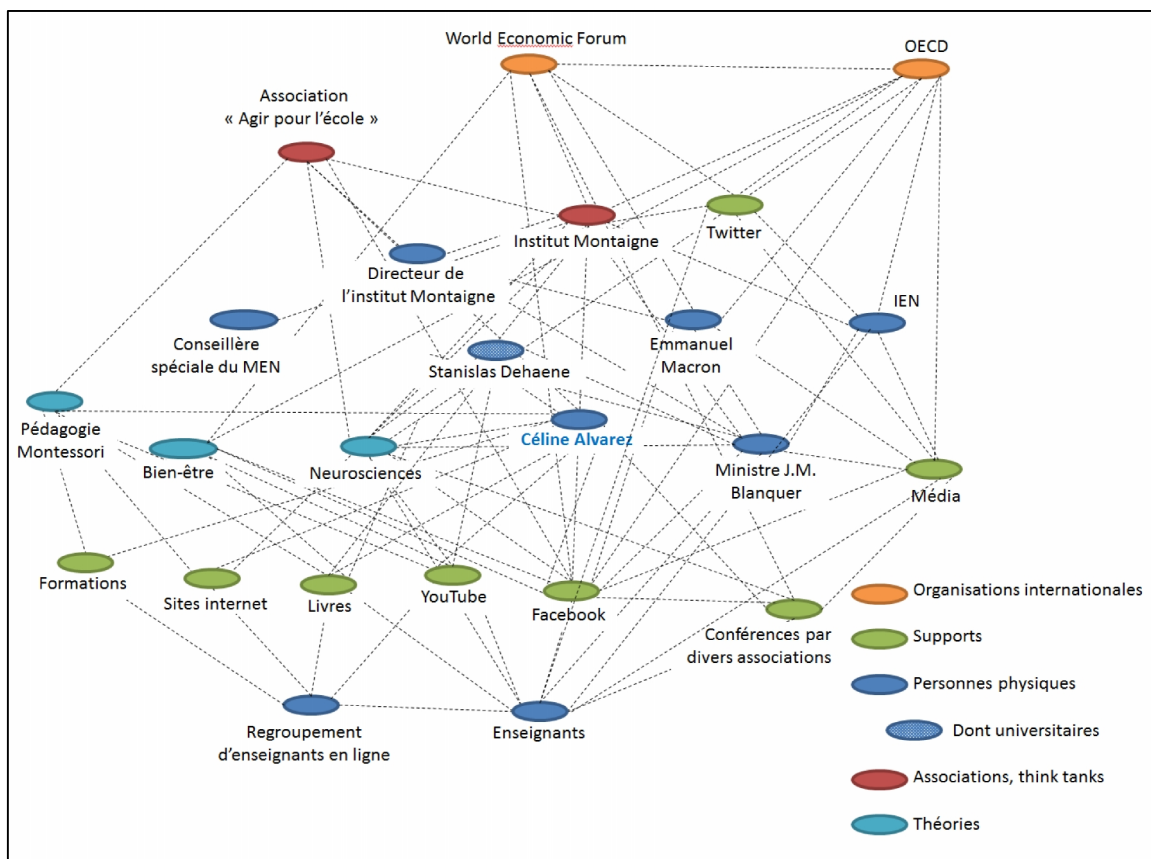 World Economic Forum
OECD
Association
« Agir pour l'école »
Institut Montaigne
Twitter
Directeur de
l'institut Montaigne
IEN
Conseillère
spéciale du MEN
Emmanuel
Macron
Stanislas Dehaene
Pédagogie
Montessori
Bien-être
Neurosciences
Céline Alvarez
Ministre J.M.
Blanquer
Média
Formations
Sites internet
Livres
YouTube
Facebook
Conférences par
divers associations
Regroupement
d'enseignants en ligne
Enseignants
Organisations internationales
Supports
Personnes physiques
Dont universitaires
Associations, think tanks
Théories